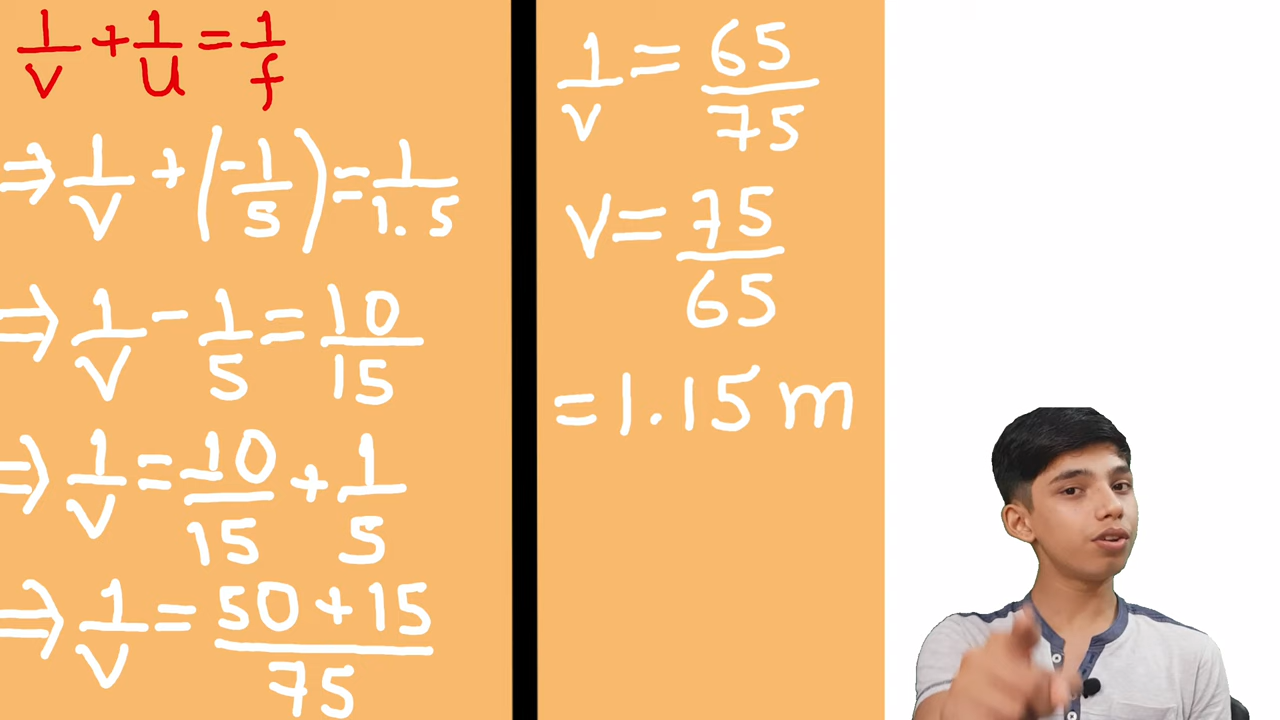 1/v + 1/u = 1/f
⇒ 1/v + (-1/5) = 1/1.5
⇒ 1/v - 1/5 = 10/15
⇒ 1/v = 10/15 + 1/5
⇒ 1/v = 50+15/75
1/v = 65/75
v = 75/65
= 1.15 m